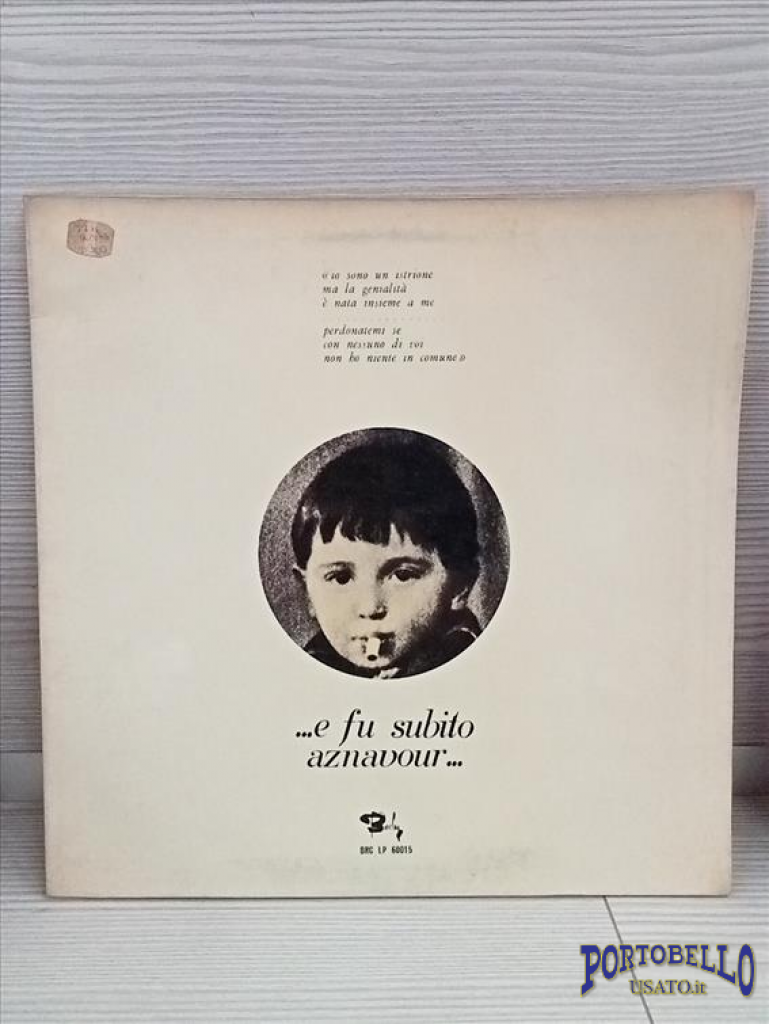 «io sono un istrione
ma la genialità
è nata insieme a me
perdonatemi se
con nessuno di voi
non ho niente in comune»
...e fu subito
aznavour...
Barclay
BRC LP 60015
PORTOBELLO
USATO.it